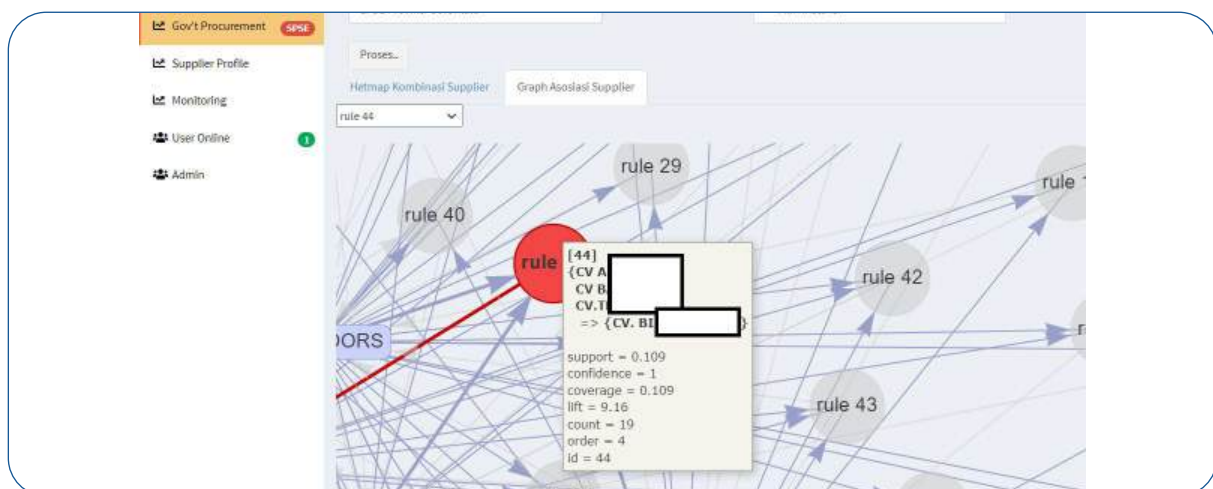 Gov't Procurement SPSE
Supplier Profile
Monitoring
User Online 1
Admin
Proses..
Hetmap Kombinasi Supplier Graph Asosiasi Supplier
rule 44
rule 29
rule 40
rule
rule 42
rule 43
rule
DORS
[44]
{CV A
CV B
CV.T
=> {CV. BI }
support = 0.109
confidence = 1
coverage = 0.109
lift = 9.16
count = 19
order = 4
id = 44